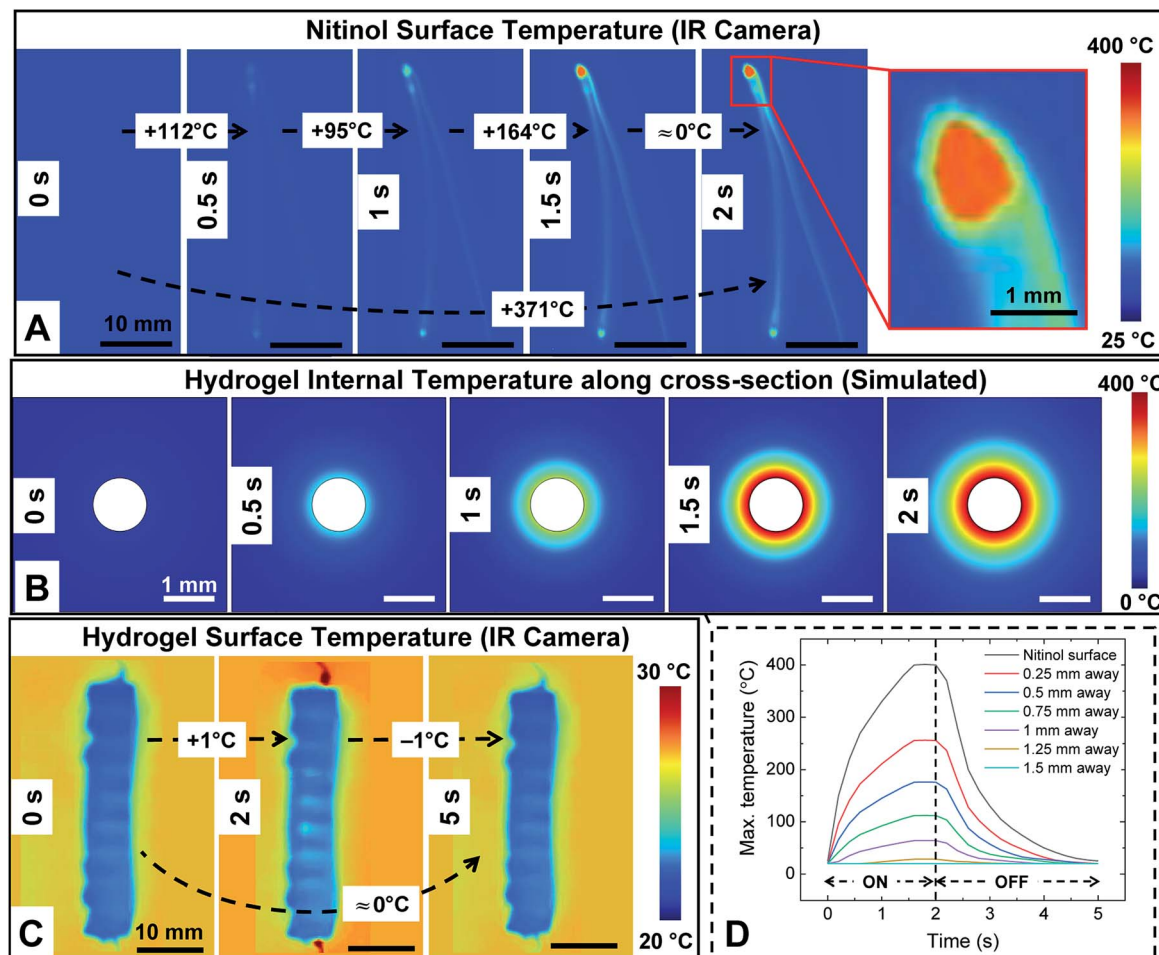 Nitinol Surface Temperature (IR Camera)
400 °C
+112°C
+95°C
+164°C
≈0°C
0 s
0.5 s
1 s
1.5 s
2 s
+371°C
A
10 mm
1 mm
25 °C
Hydrogel Internal Temperature along cross-section (Simulated)
400 °C
0 s
0.5 s
1 s
1.5 s
2 s
B
1 mm
0 °C
Hydrogel Surface Temperature (IR Camera)
30 °C
+1°C
–1°C
0 s
2 s
5 s
≈0°C
C
10 mm
20 °C
Max. temperature (°C)
400
300
200
100
0
Nitinol surface
0.25 mm away
0.5 mm away
0.75 mm away
1 mm away
1.25 mm away
1.5 mm away
ON
OFF
0 1 2 3 4 5
D
Time (s)